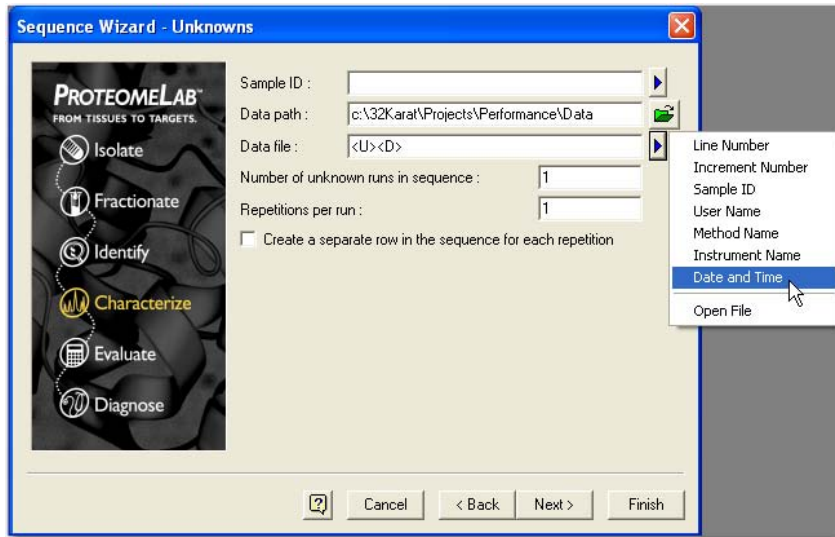 Sequence Wizard - Unknowns
PROTEOMELAB™
FROM TISSUES TO TARGETS.
Isolate
Fractionate
Identify
Characterize
Evaluate
Diagnose
Sample ID :
Data path : c:\32Karat\Projects\Performance\Data
Data file : <U><D>
Number of unknown runs in sequence : 1
Repetitions per run : 1
Create a separate row in the sequence for each repetition
Line Number
Increment Number
Sample ID
User Name
Method Name
Instrument Name
Date and Time
Open File
Cancel < Back Next > Finish